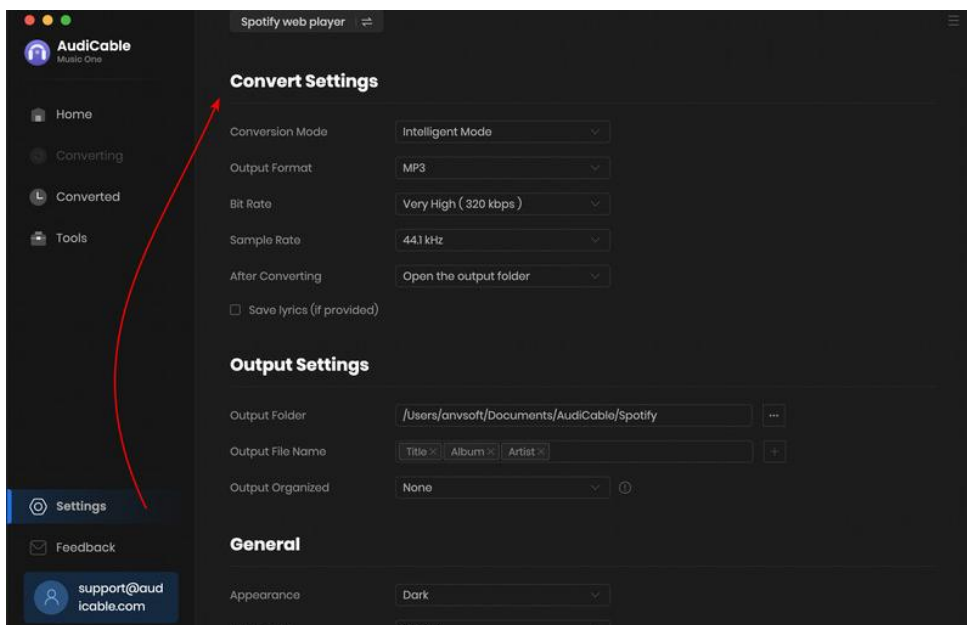 Spotify web player
AudiCable
Music One
Home
Converting
Converted
Tools
Settings
Feedback
support@aud
icable.com
Convert Settings
Conversion Mode Intelligent Mode
Output Format MP3
Bit Rate Very High ( 320 kbps )
Sample Rate 44.1 kHz
After Converting Open the output folder
Save lyrics (if provided)
Output Settings
Output Folder /Users/anvsoft/Documents/AudiCable/Spotify ...
Output File Name Title × Album × Artist × +
Output Organized None
General
Appearance Dark